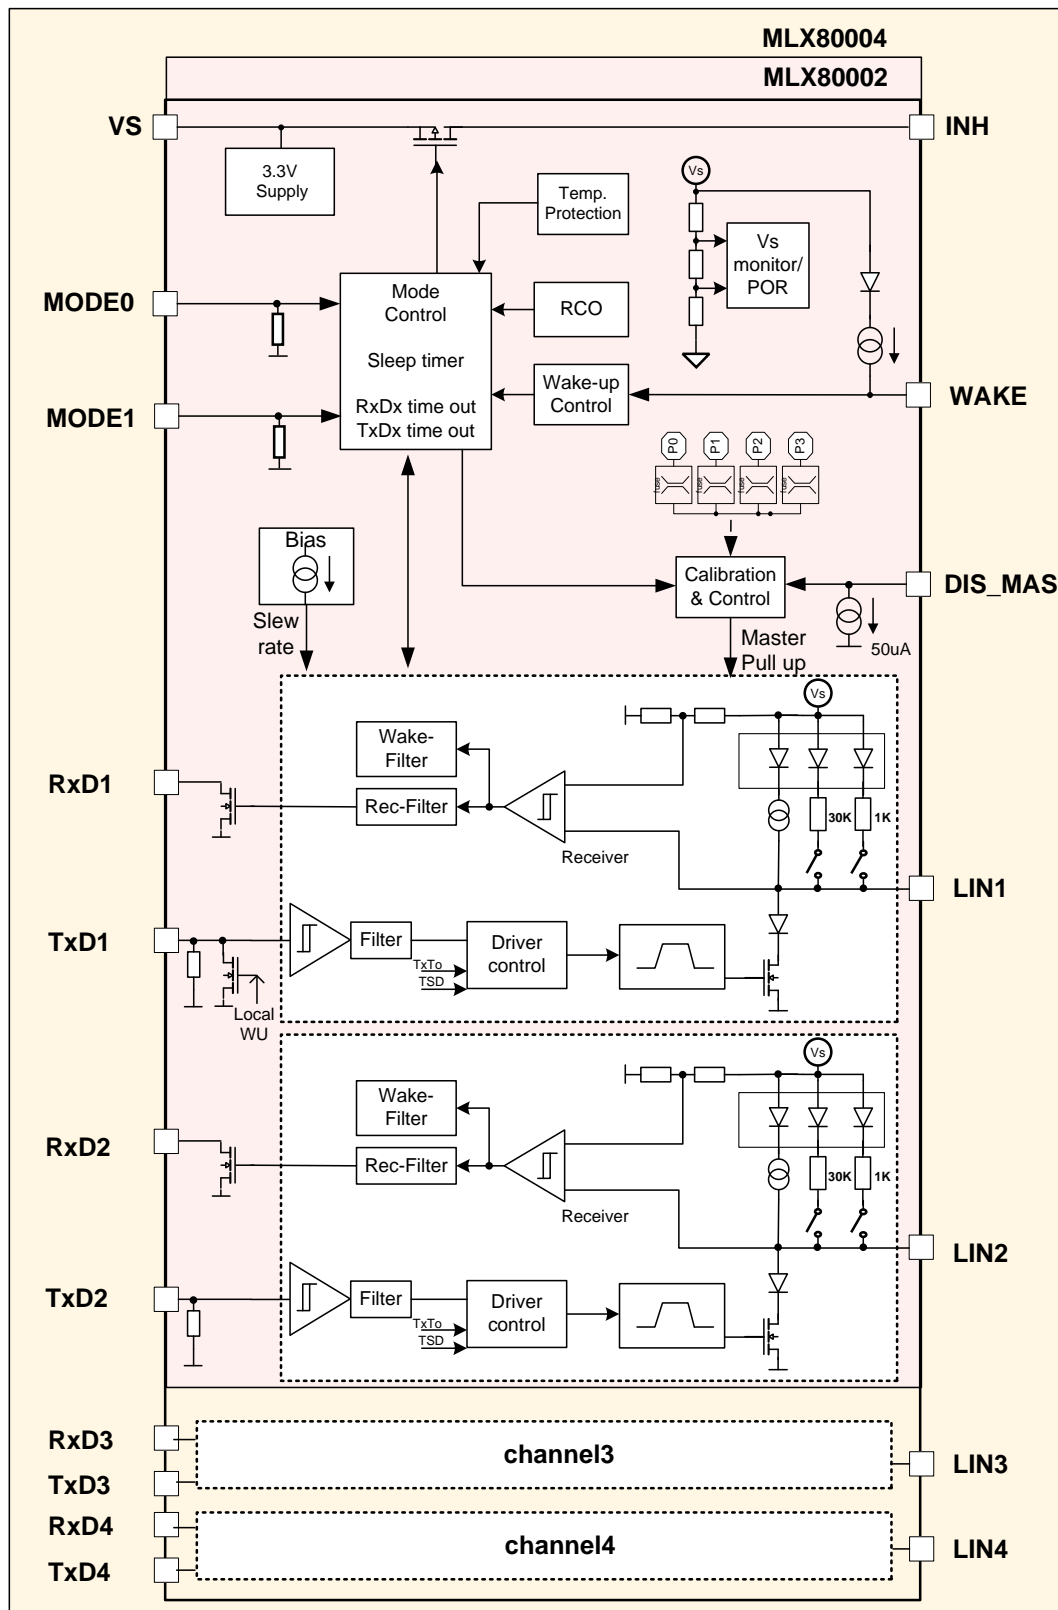 MLX80004
MLX80002
VS
INH
3.3V
Supply
Temp.
Protection
Vs
Vs
monitor/
POR
MODE0
Mode
Control
Sleep timer
RxDx time out
TxDx time out
RCO
Wake-up
Control
WAKE
MODE1
P0
P1
P2
P3
fuse
fuse
fuse
fuse
Bias
Slew
rate
Calibration
& Control
DIS_MAS
50uA
Master
Pull up
Vs
Wake-
Filter
RxD1
Rec-Filter
Receiver
30K
1K
LIN1
TxD1
Filter
TxTo
TSD
Driver
control
Local
WU
Vs
Wake-
Filter
RxD2
Rec-Filter
Receiver
30K
1K
LIN2
TxD2
Filter
TxTo
TSD
Driver
control
RxD3
channel3
LIN3
TxD3
RxD4
channel4
LIN4
TxD4